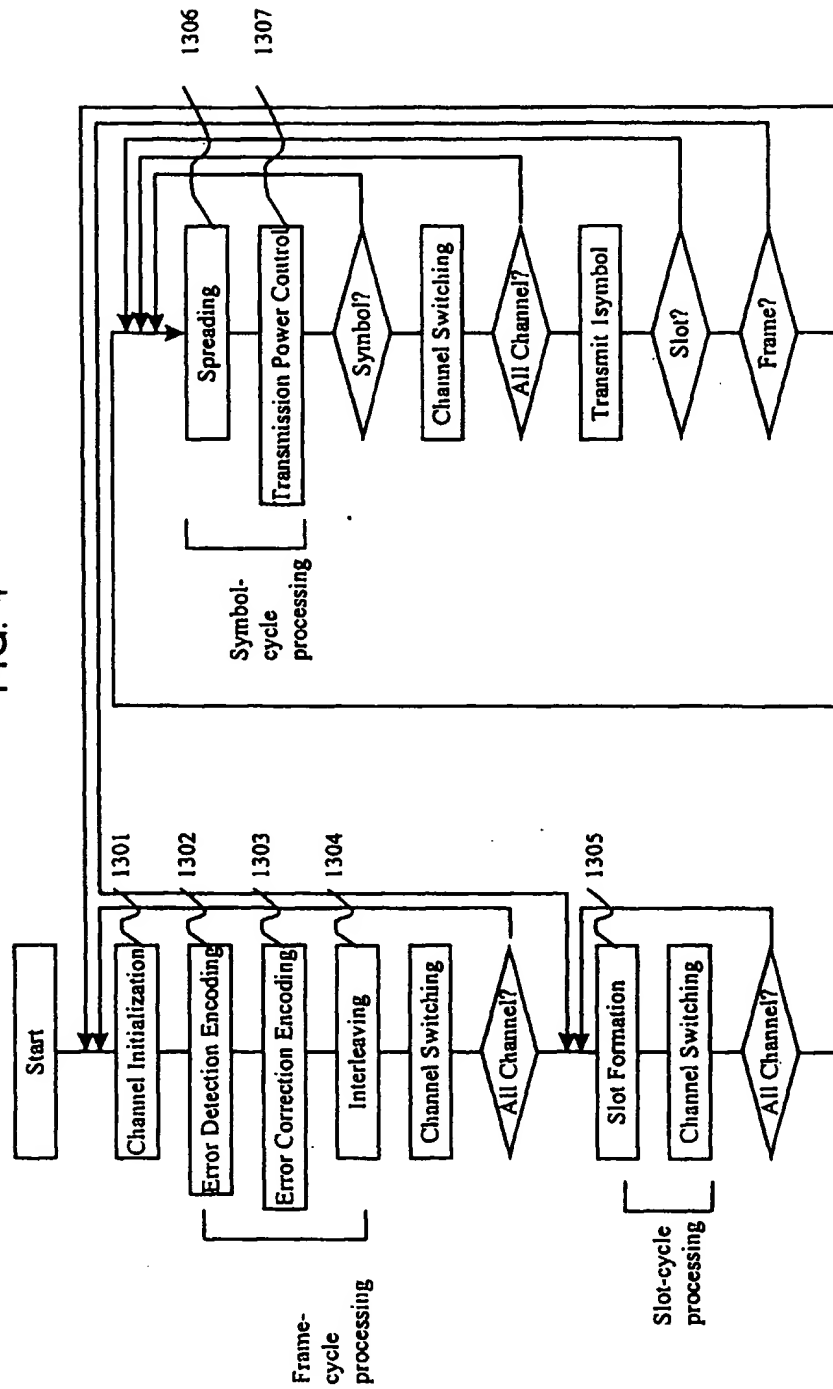 FIG. 4
Start
Channel Initialization
1301
Error Detection Encoding
1302
Error Correction Encoding
1303
Interleaving
1304
Channel Switching
All Channel?
Frame-
cycle
processing
Slot Formation
1305
Channel Switching
All Channel?
Slot-cycle
processing
Spreading
1306
Transmission Power Control
1307
Symbol?
Channel Switching
All Channel?
Transmit 1symbol
Slot?
Frame?
Symbol-
cycle
processing